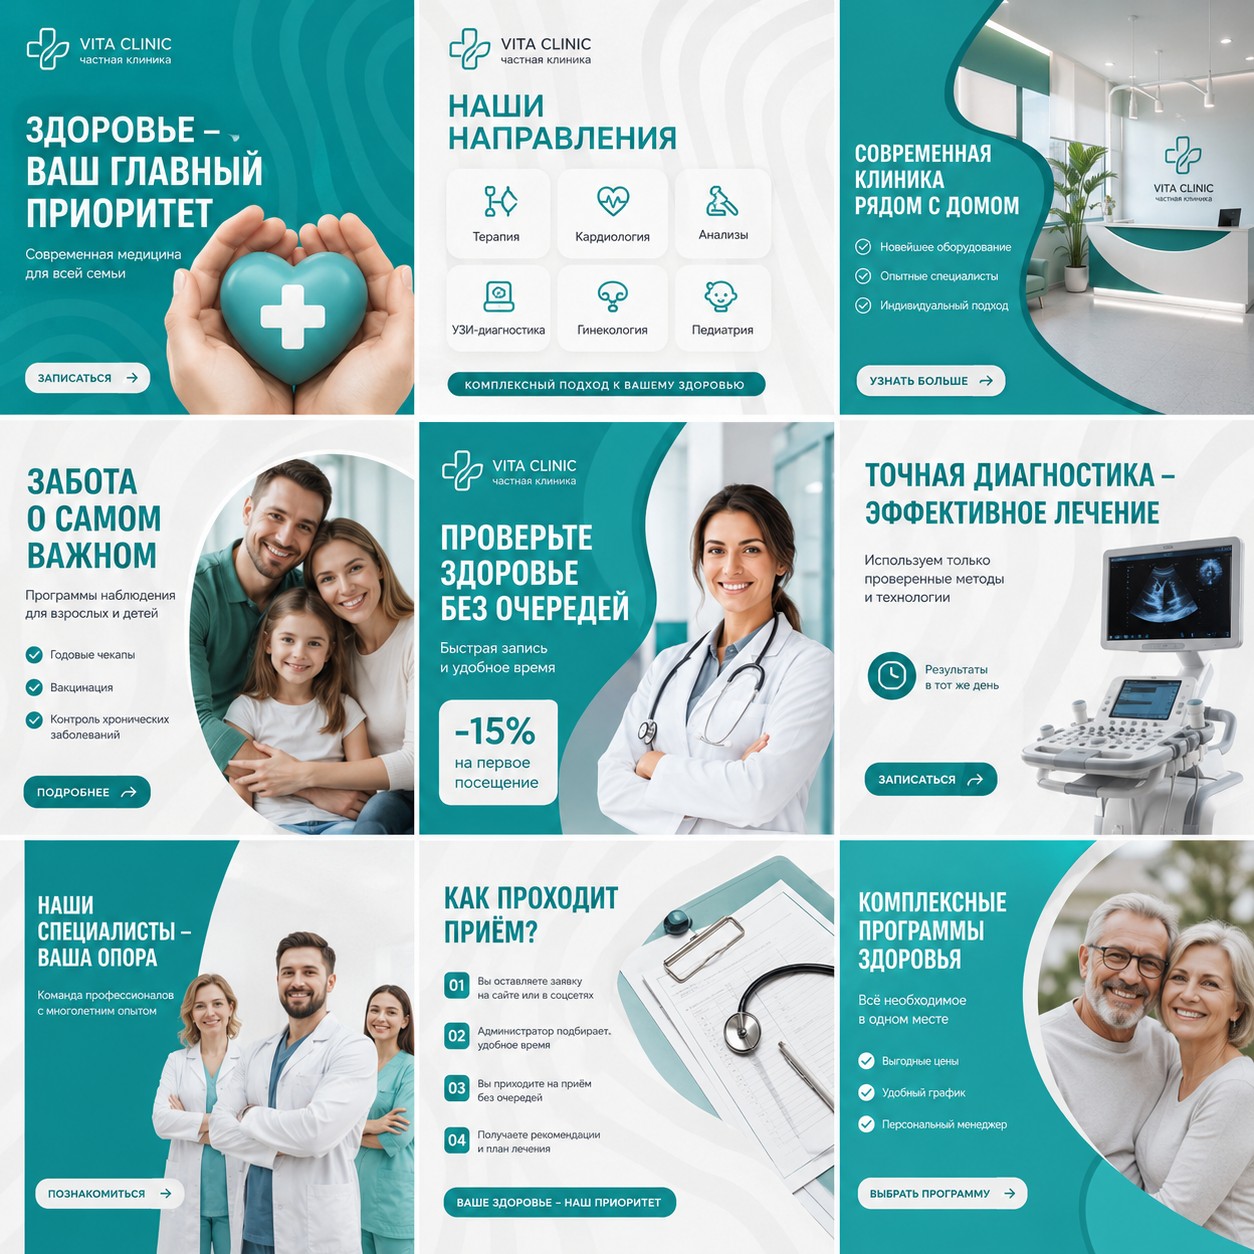 VITA CLINIC
частная клиника
ЗДОРОВЬЕ –
ВАШ ГЛАВНЫЙ
ПРИОРИТЕТ
Современная медицина
для всей семьи
ЗАПИСАТЬСЯ
VITA CLINIC
частная клиника
НАШИ
НАПРАВЛЕНИЯ
Терапия
Кардиология
Анализы
УЗИ-диагностика
Гинекология
Педиатрия
КОМПЛЕКСНЫЙ ПОДХОД К ВАШЕМУ ЗДОРОВЬЮ
СОВРЕМЕННАЯ
КЛИНИКА
РЯДОМ С ДОМОМ
Новейшее оборудование
Опытные специалисты
Индивидуальный подход
УЗНАТЬ БОЛЬШЕ
VITA CLINIC
частная клиника
ЗАБОТА
О САМОМ
ВАЖНОМ
Программы наблюдения
для взрослых и детей
Годовые чекапы
Вакцинация
Контроль хронических
заболеваний
ПОДРОБНЕЕ
VITA CLINIC
частная клиника
ПРОВЕРЬТЕ
ЗДОРОВЬЕ
БЕЗ ОЧЕРЕДЕЙ
Быстрая запись
и удобное время
-15%
на первое
посещение
ТОЧНАЯ ДИАГНОСТИКА –
ЭФФЕКТИВНОЕ ЛЕЧЕНИЕ
Используем только
проверенные методы
и технологии
Результаты
в тот же день
ЗАПИСАТЬСЯ
НАШИ
СПЕЦИАЛИСТЫ –
ВАША ОПОРА
Команда профессионалов
с многолетним опытом
ПОЗНАКОМИТЬСЯ
КАК ПРОХОДИТ
ПРИЁМ?
01 Вы оставляете заявку
на сайте или в соцсетях
02 Администратор подбирает.
удобное время
03 Вы приходите на приём
без очередей
04 Получаете рекомендации
и план лечения
ВАШЕ ЗДОРОВЬЕ – НАШ ПРИОРИТЕТ
КОМПЛЕКСНЫЕ
ПРОГРАММЫ
ЗДОРОВЬЯ
Всё необходимое
в одном месте
Выгодные цены
Удобный график
Персональный менеджер
ВЫБРАТЬ ПРОГРАММУ